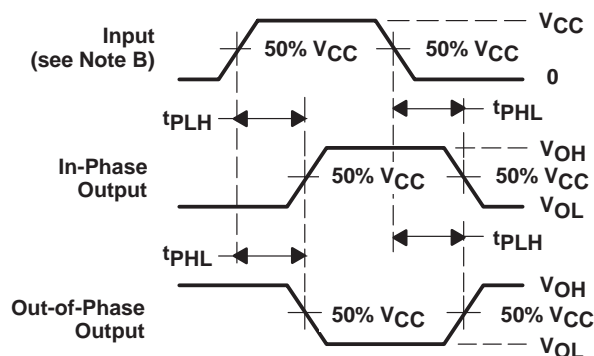 VCC
Input
(see Note B)
50% VCC
50% VCC
0
tPLH
tPHL
VOH
In-Phase
Output
50% VCC
50% VCC
VOL
tPHL
tPLH
VOH
Out-of-Phase
Output
50% VCC
50% VCC
VOL